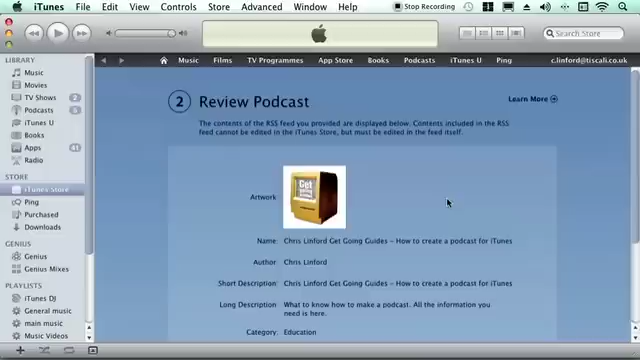 iTunes File Edit View Controls Store Advanced Window Help Stop Recording
Search Store
LIBRARY
Music
Movies
TV Shows 2
Podcasts 5
iTunes U
Books
Apps 41
Radio
STORE
iTunes Store
Ping
Purchased
Downloads
GENIUS
Genius
Genius Mixes
PLAYLISTS
iTunes DJ
General music
main music
Music Videos
Music Films TV Programmes App Store Books Podcasts iTunes U Ping c.linford@tiscali.co.uk
2 Review Podcast Learn More
The contents of the RSS feed you provided are displayed below. Contents included in the RSS
feed cannot be edited in the iTunes Store, but must be edited in the feed itself.
Artwork
Get
going
Name: Chris Linford Get Going Guides - How to create a podcast for iTunes
Author Chris Linford
Short Description Chris Linford Get Going Guides - How to create a podcast for iTunes
Long Description: What to know how to make a podcast. All the information you
need is here.
Category: Education